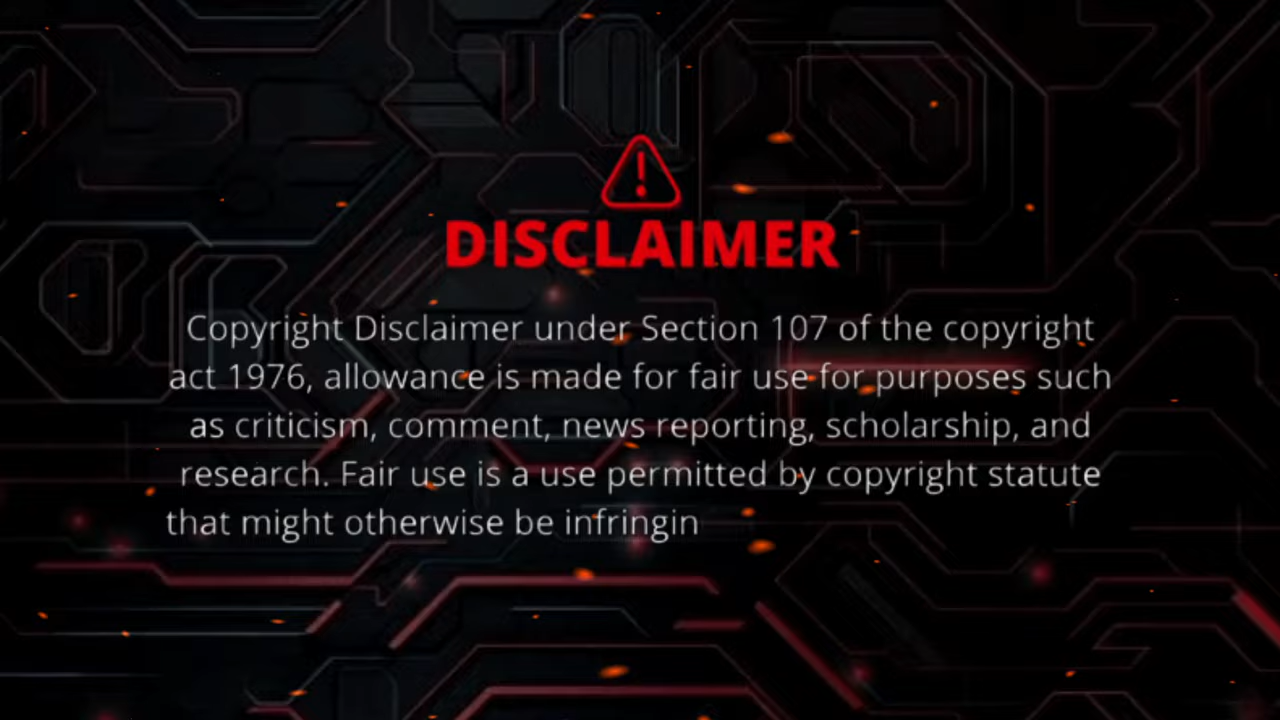 DISCLAIMER
Copyright Disclaimer under Section 107 of the copyright
act 1976, allowance is made for fair use for purposes such
as criticism, comment, news reporting, scholarship, and
research. Fair use is a use permitted by copyright statute
that might otherwise be infringin